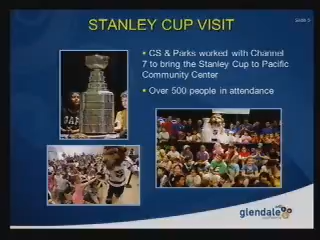 STANLEY CUP VISIT
CS & Parks worked with Channel
7 to bring the Stanley Cup to Pacific
Community Center
Over 500 people in attendance
glendale